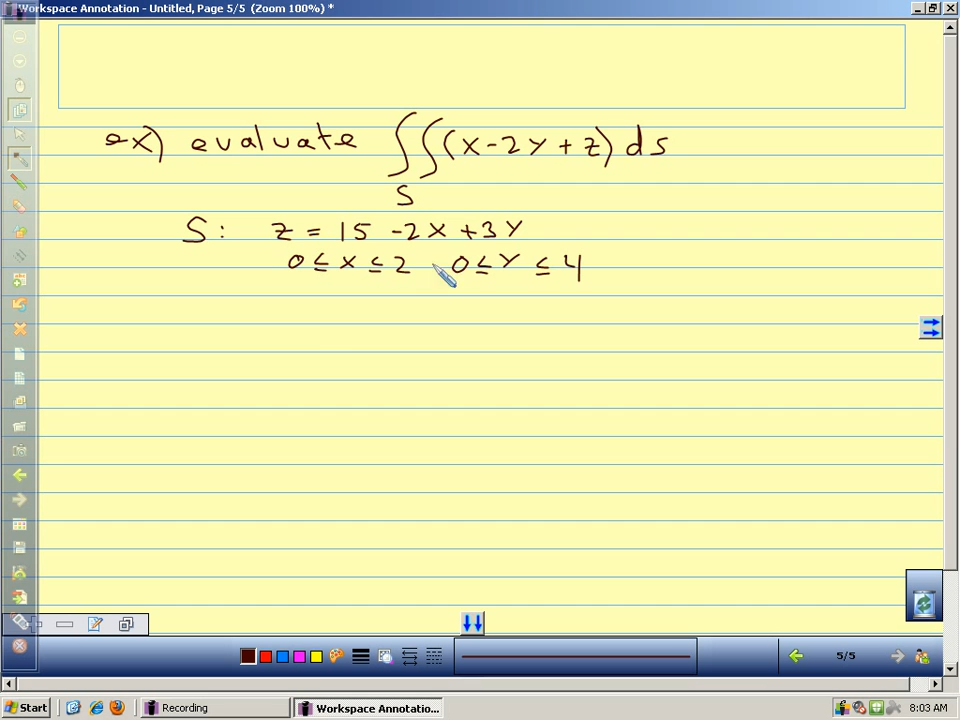 Workspace Annotation - Untitled, Page 5/5 (Zoom 100%) *
ex) evaluate ∫∫(x-2y+z) ds
S
S: z = 15 -2x +3y
0 ≤ x ≤ 2 0 ≤ y ≤ 4
5/5
Start Recording Workspace Annotatio... 8:03 AM